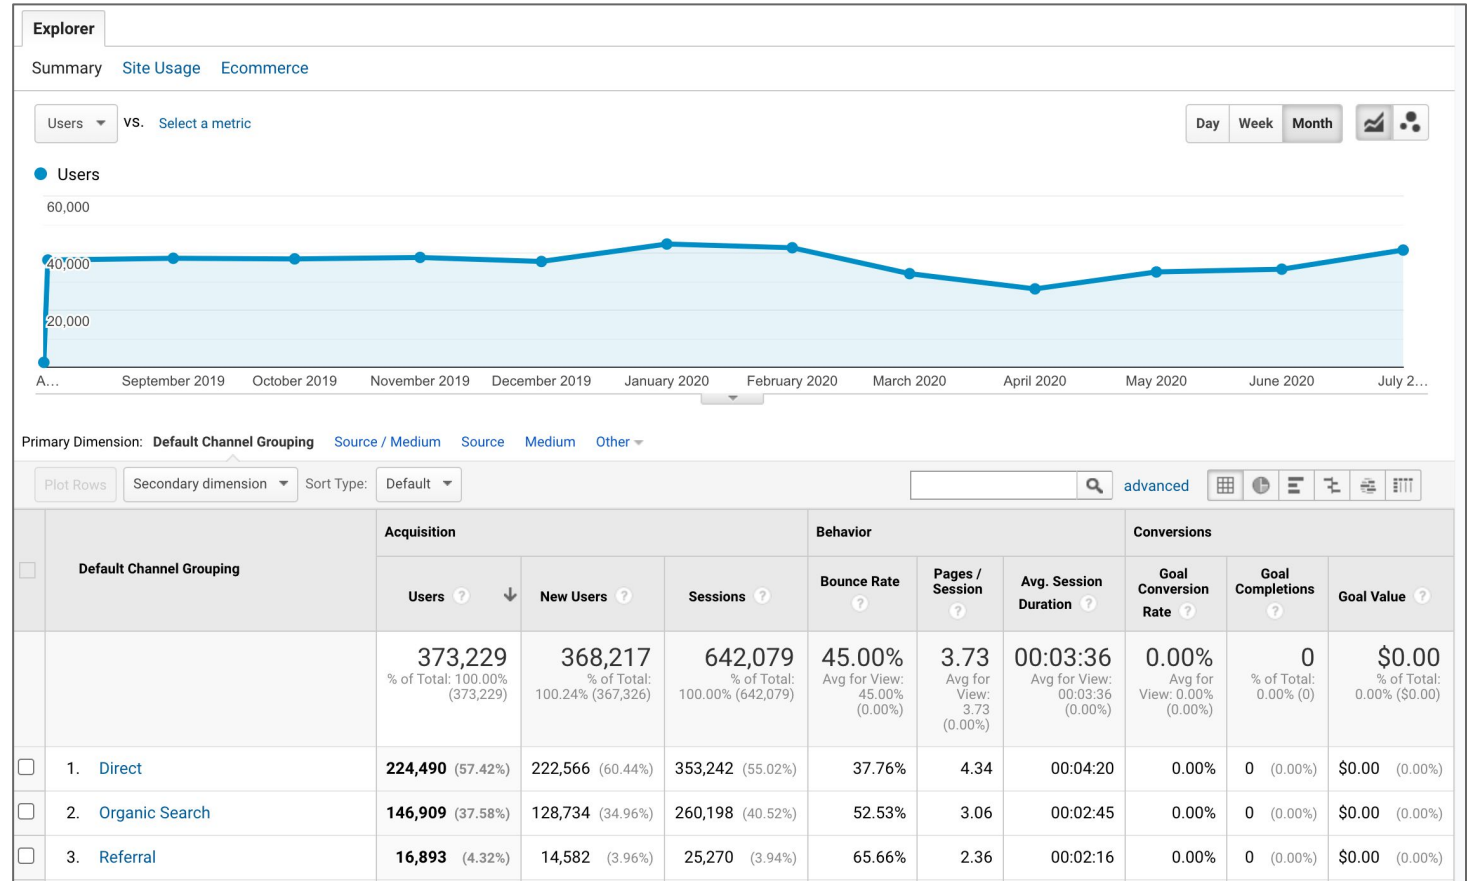 Explorer
Summary Site Usage Ecommerce
Users vs. Select a metric Day Week Month
Users
60,000
40,000
20,000
A... September 2019 October 2019 November 2019 December 2019 January 2020 February 2020 March 2020 April 2020 May 2020 June 2020 July 2...
Primary Dimension: Default Channel Grouping Source / Medium Source Medium Other
Plot Rows Secondary dimension Sort Type: Default advanced
Default Channel Grouping Acquisition Behavior Conversions
Users ? New Users ? Sessions ? Bounce Rate ? Pages / Session ? Avg. Session Duration ? Goal Conversion Rate ? Goal Completions ? Goal Value ?
373,229 368,217 642,079 45.00% 3.73 00:03:36 0.00% 0 $0.00
% of Total: 100.00% (373,229) % of Total: 100.24% (367,326) % of Total: 100.00% (642,079) Avg for View: 45.00% (0.00%) Avg for View: 3.73 (0.00%) Avg for View: 00:03:36 (0.00%) Avg for View: 0.00% (0.00%) % of Total: 0.00% (0) % of Total: 0.00% ($0.00)
1. Direct 224,490 (57.42%) 222,566 (60.44%) 353,242 (55.02%) 37.76% 4.34 00:04:20 0.00% 0 (0.00%) $0.00 (0.00%)
2. Organic Search 146,909 (37.58%) 128,734 (34.96%) 260,198 (40.52%) 52.53% 3.06 00:02:45 0.00% 0 (0.00%) $0.00 (0.00%)
3. Referral 16,893 (4.32%) 14,582 (3.96%) 25,270 (3.94%) 65.66% 2.36 00:02:16 0.00% 0 (0.00%) $0.00 (0.00%)